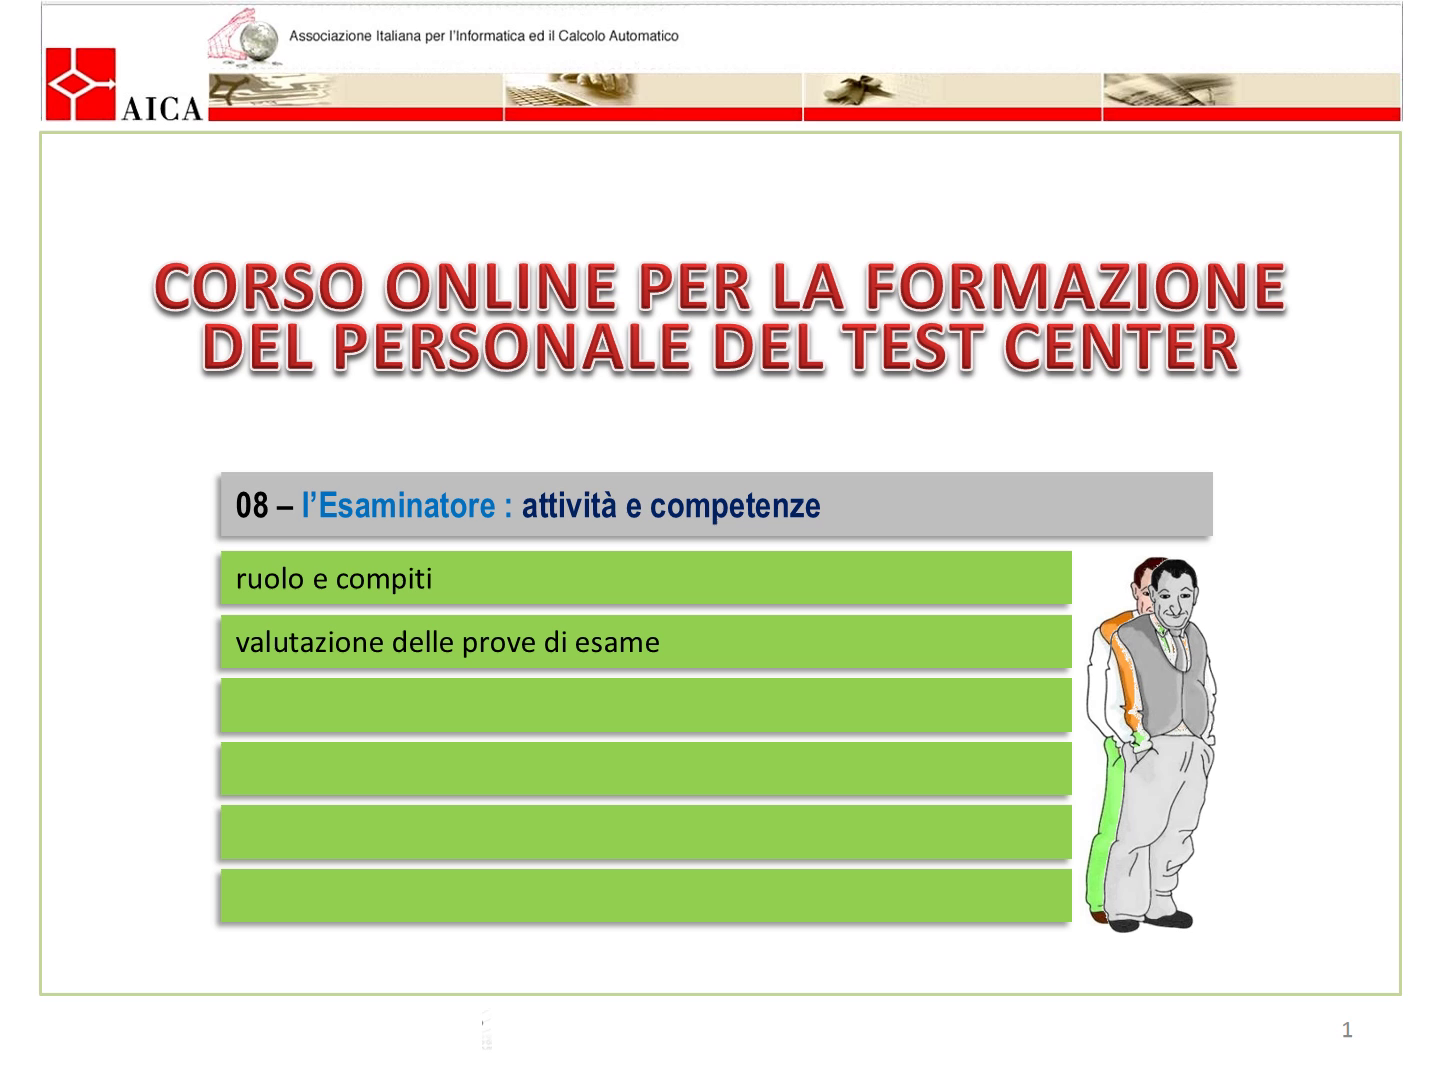 Associazione Italiana per l'Informatica ed il Calcolo Automatico
AICA
CORSO ONLINE PER LA FORMAZIONE
DEL PERSONALE DEL TEST CENTER
08 – l’Esaminatore : attività e competenze
ruolo e compiti
valutazione delle prove di esame
1